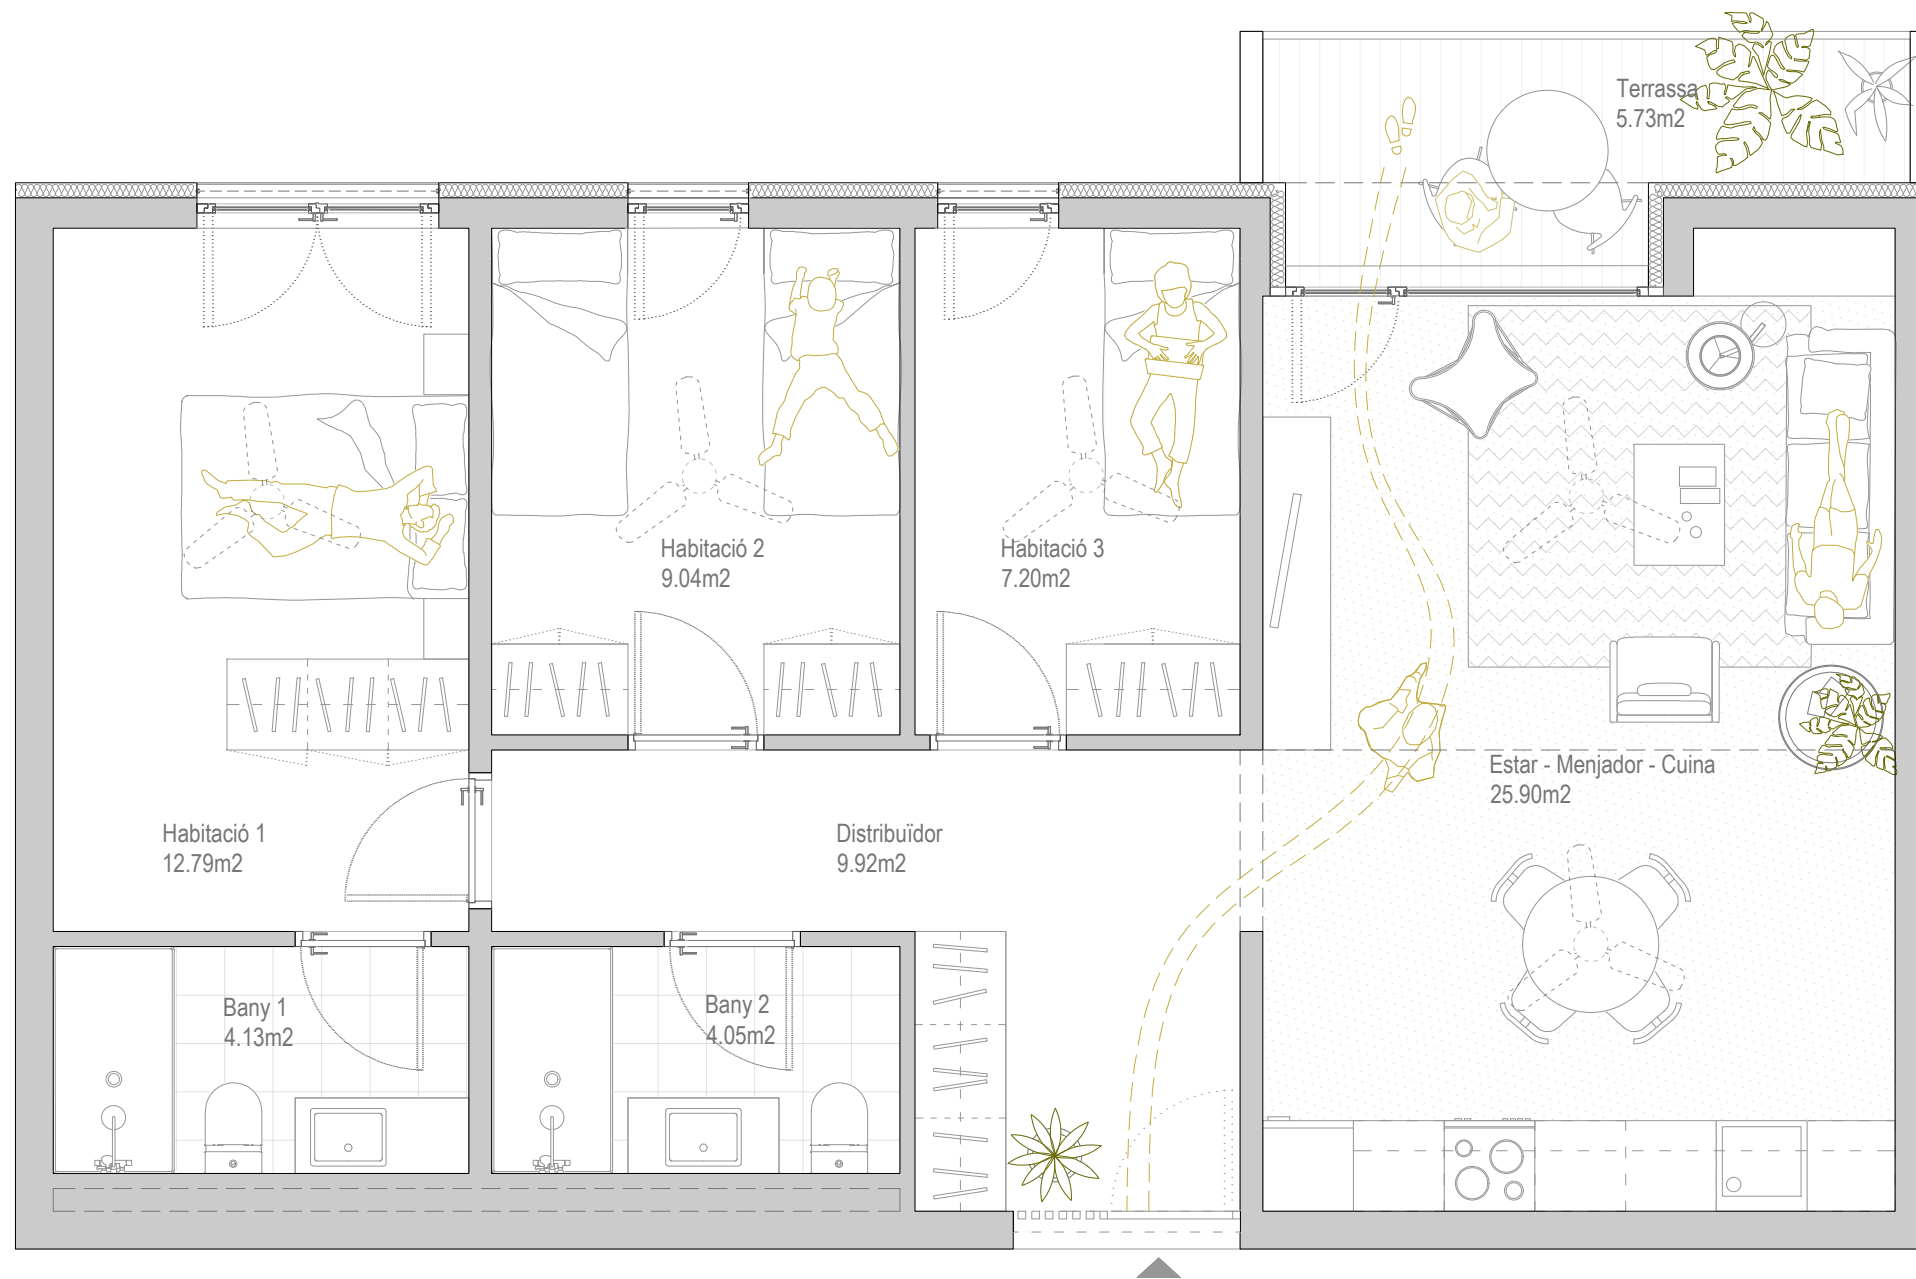 Terrassa
5.73m2
Habitació 2
9.04m2
Habitació 3
7.20m2
Estar - Menjador - Cuina
25.90m2
Habitació 1
12.79m2
Distribuïdor
9.92m2
Bany 1
4.13m2
Bany 2
4.05m2